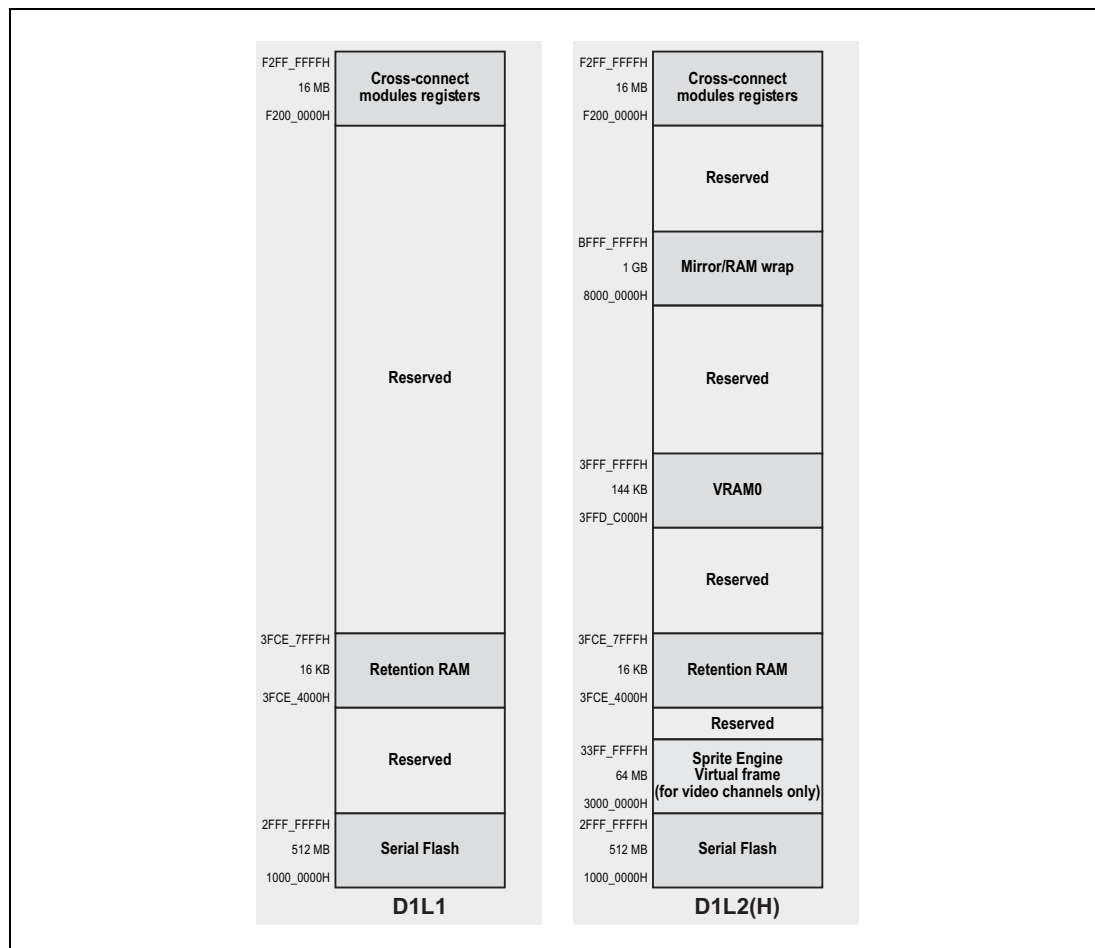 F2FF_FFFFH
16 MB
F200_0000H
Cross-connect
modules registers
Reserved
3FCE_7FFFH
16 KB
3FCE_4000H
Retention RAM
Reserved
2FFF_FFFFH
512 MB
1000_0000H
Serial Flash
D1L1
F2FF_FFFFH
16 MB
F200_0000H
Cross-connect
modules registers
Reserved
BFFF_FFFFH
1 GB
8000_0000H
Mirror/RAM wrap
Reserved
3FFF_FFFFH
144 KB
3FFD_C000H
VRAM0
Reserved
3FCE_7FFFH
16 KB
3FCE_4000H
Retention RAM
Reserved
33FF_FFFFH
64 MB
3000_0000H
Sprite Engine
Virtual frame
(for video channels only)
2FFF_FFFFH
512 MB
1000_0000H
Serial Flash
D1L2(H)